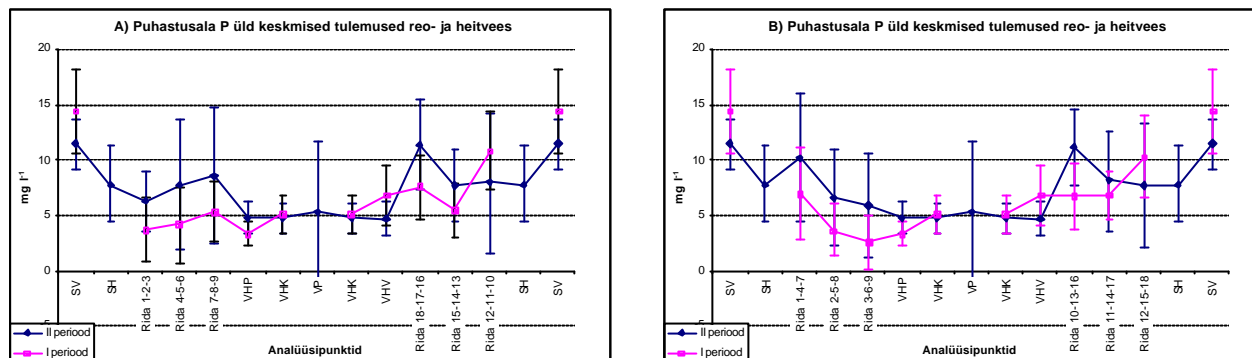 A) Puhastusala P üld keskmised tulemused reo- ja heitvees
20
15
10
5
0
-5
mg l-1
SV
SH
Rida 1-2-3
Rida 4-5-6
Rida 7-8-9
VHP
VHK
VP
VHK
VHV
Rida 18-17-16
Rida 15-14-13
Rida 12-11-10
SH
SV
II periood
I periood
Analüüsipunktid
B) Puhastusala P üld keskmised tulemused reo- ja heitvees
20
15
10
5
0
-5
mg l-1
SV
SH
Rida 1-4-7
Rida 2-5-8
Rida 3-6-9
VHP
VHK
VP
VHK
VHV
Rida 10-13-16
Rida 11-14-17
Rida 12-15-18
SH
SV
II periood
I periood
Analüüsipunktid